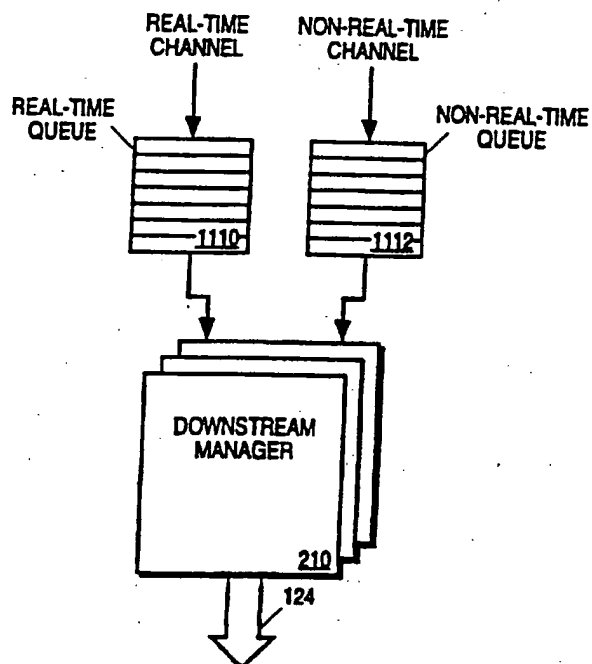 REAL-TIME
CHANNEL
NON-REAL-TIME
CHANNEL
REAL-TIME
QUEUE
NON-REAL-TIME
QUEUE
1110
1112
DOWNSTREAM
MANAGER
210
124